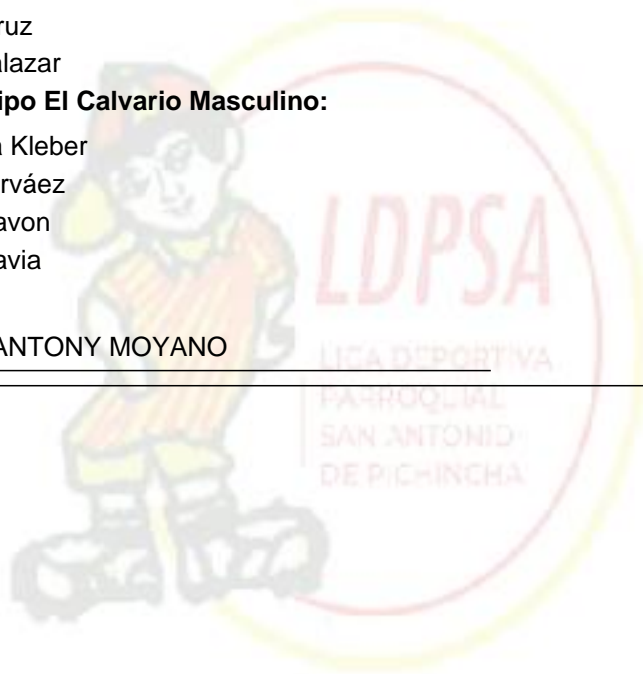 ruz
alazar
ipo El Calvario Masculino:
a Kleber
rváez
avon
avia
ANTONY MOYANO
LDPSA
LIGA DEPORTIVA
PARROQUIAL
SAN ANTONIO
DE PICHINCHA